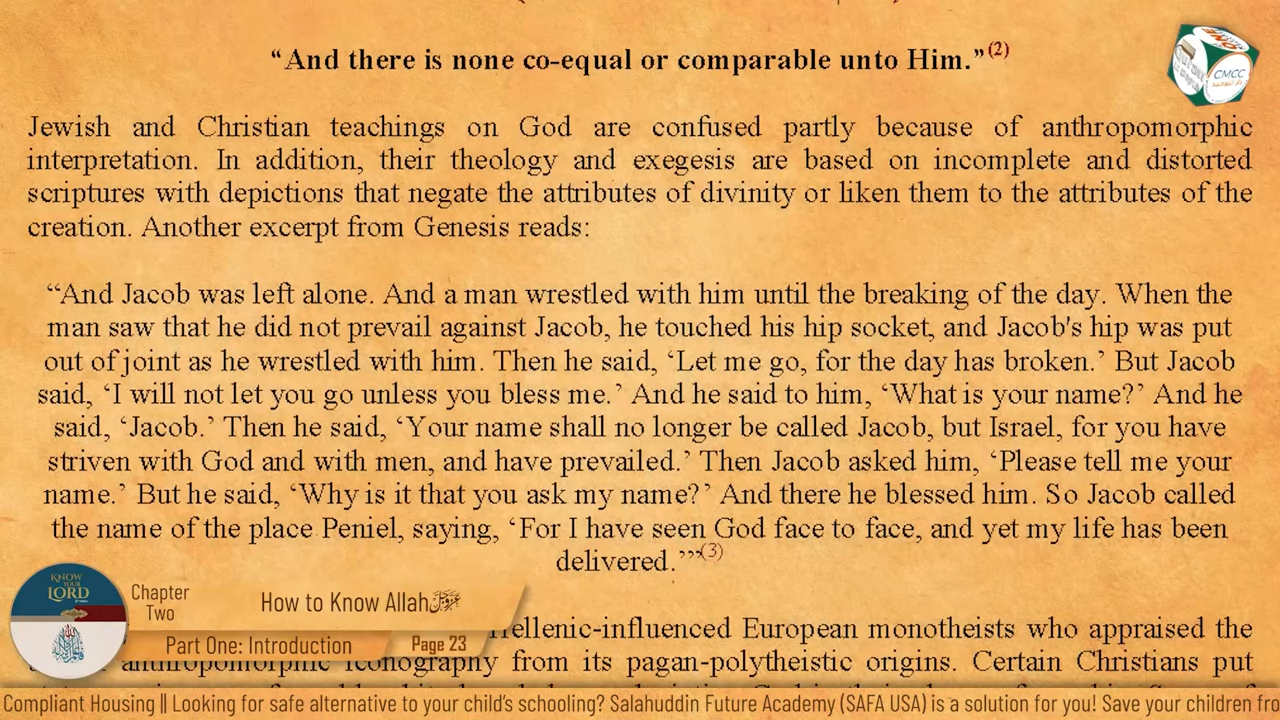 “And there is none co-equal or comparable unto Him.”(2)
CMCC
Jewish and Christian teachings on God are confused partly because of anthropomorphic
interpretation. In addition, their theology and exegesis are based on incomplete and distorted
scriptures with depictions that negate the attributes of divinity or liken them to the attributes of the
creation. Another excerpt from Genesis reads:
“And Jacob was left alone. And a man wrestled with him until the breaking of the day. When the
man saw that he did not prevail against Jacob, he touched his hip socket, and Jacob's hip was put
out of joint as he wrestled with him. Then he said, ‘Let me go, for the day has broken.’ But Jacob
said, ‘I will not let you go unless you bless me.’ And he said to him, ‘What is your name?’ And he
said, ‘Jacob.’ Then he said, ‘Your name shall no longer be called Jacob, but Israel, for you have
striven with God and with men, and have prevailed.’ Then Jacob asked him, ‘Please tell me your
name.’ But he said, ‘Why is it that you ask my name?’ And there he blessed him. So Jacob called
the name of the place Peniel, saying, ‘For I have seen God face to face, and yet my life has been
delivered.’”(3)
KNOW
YOUR
LORD
Chapter
Two
How to Know Allah
Part One: Introduction
Page 23
Hellenic-influenced European monotheists who appraised the
anthropomorphic iconography from its pagan-polytheistic origins. Certain Christians put
Compliant Housing || Looking for safe alternative to your child’s schooling? Salahuddin Future Academy (SAFA USA) is a solution for you! Save your children fro